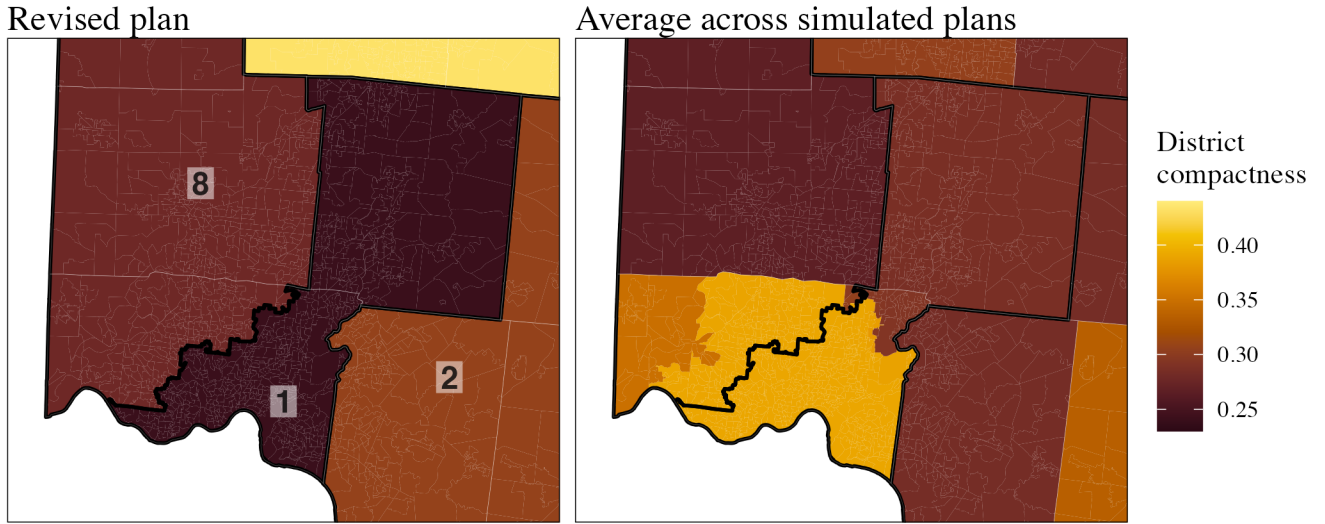 Revised plan
Average across simulated plans
8
1
2
District
compactness
0.40
0.35
0.30
0.25